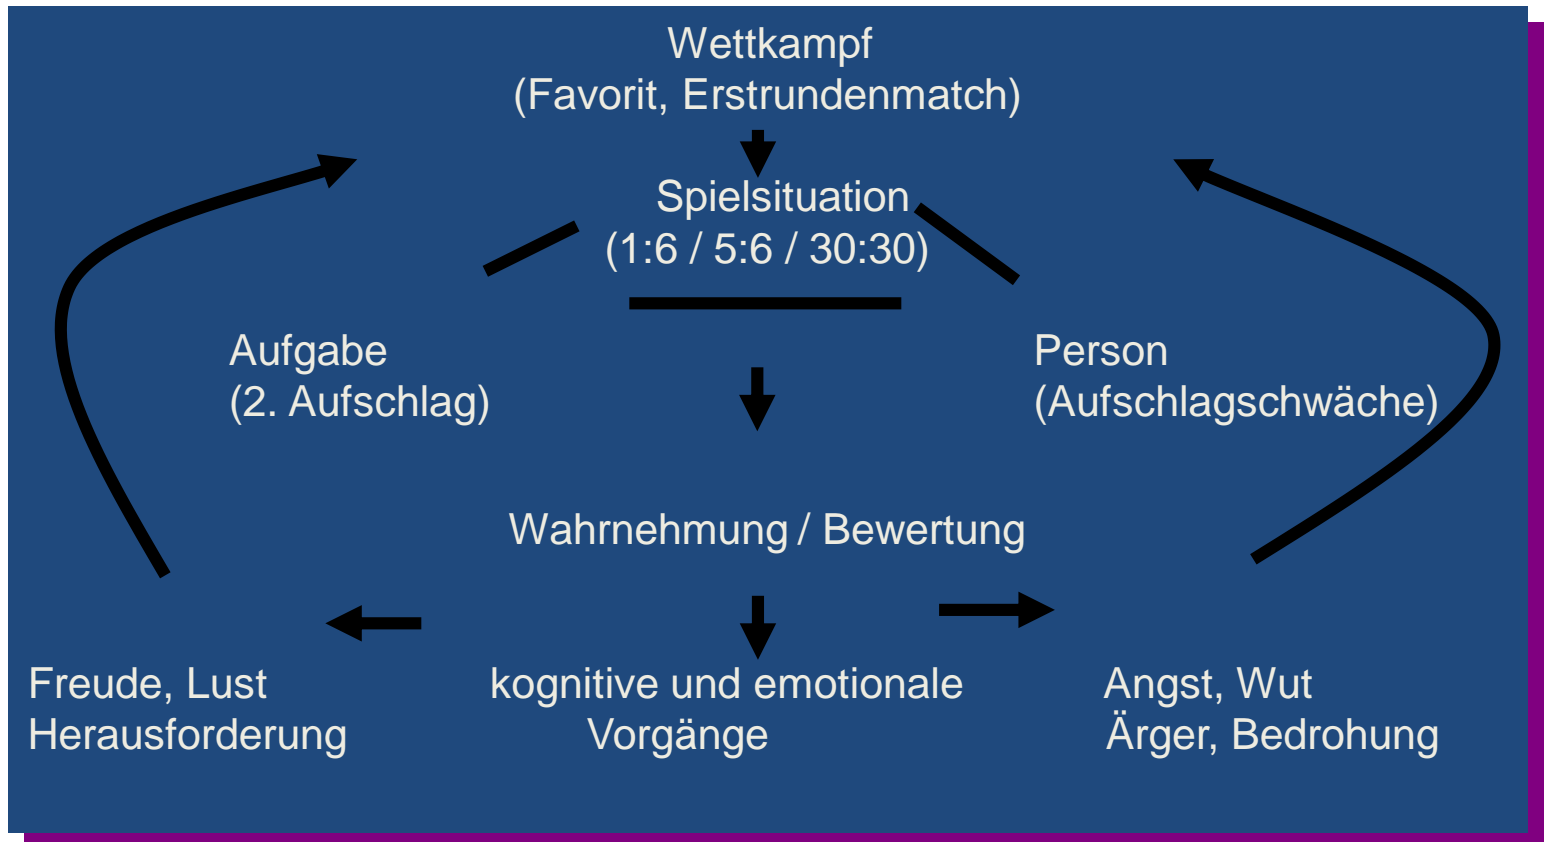 Wettkampf
(Favorit, Erstrundenmatch)
Spielsituation
(1:6 / 5:6 / 30:30)
Aufgabe
(2. Aufschlag)
Person
(Aufschlagschwäche)
Wahrnehmung / Bewertung
Freude, Lust
Herausforderung
kognitive und emotionale
Vorgänge
Angst, Wut
Ärger, Bedrohung